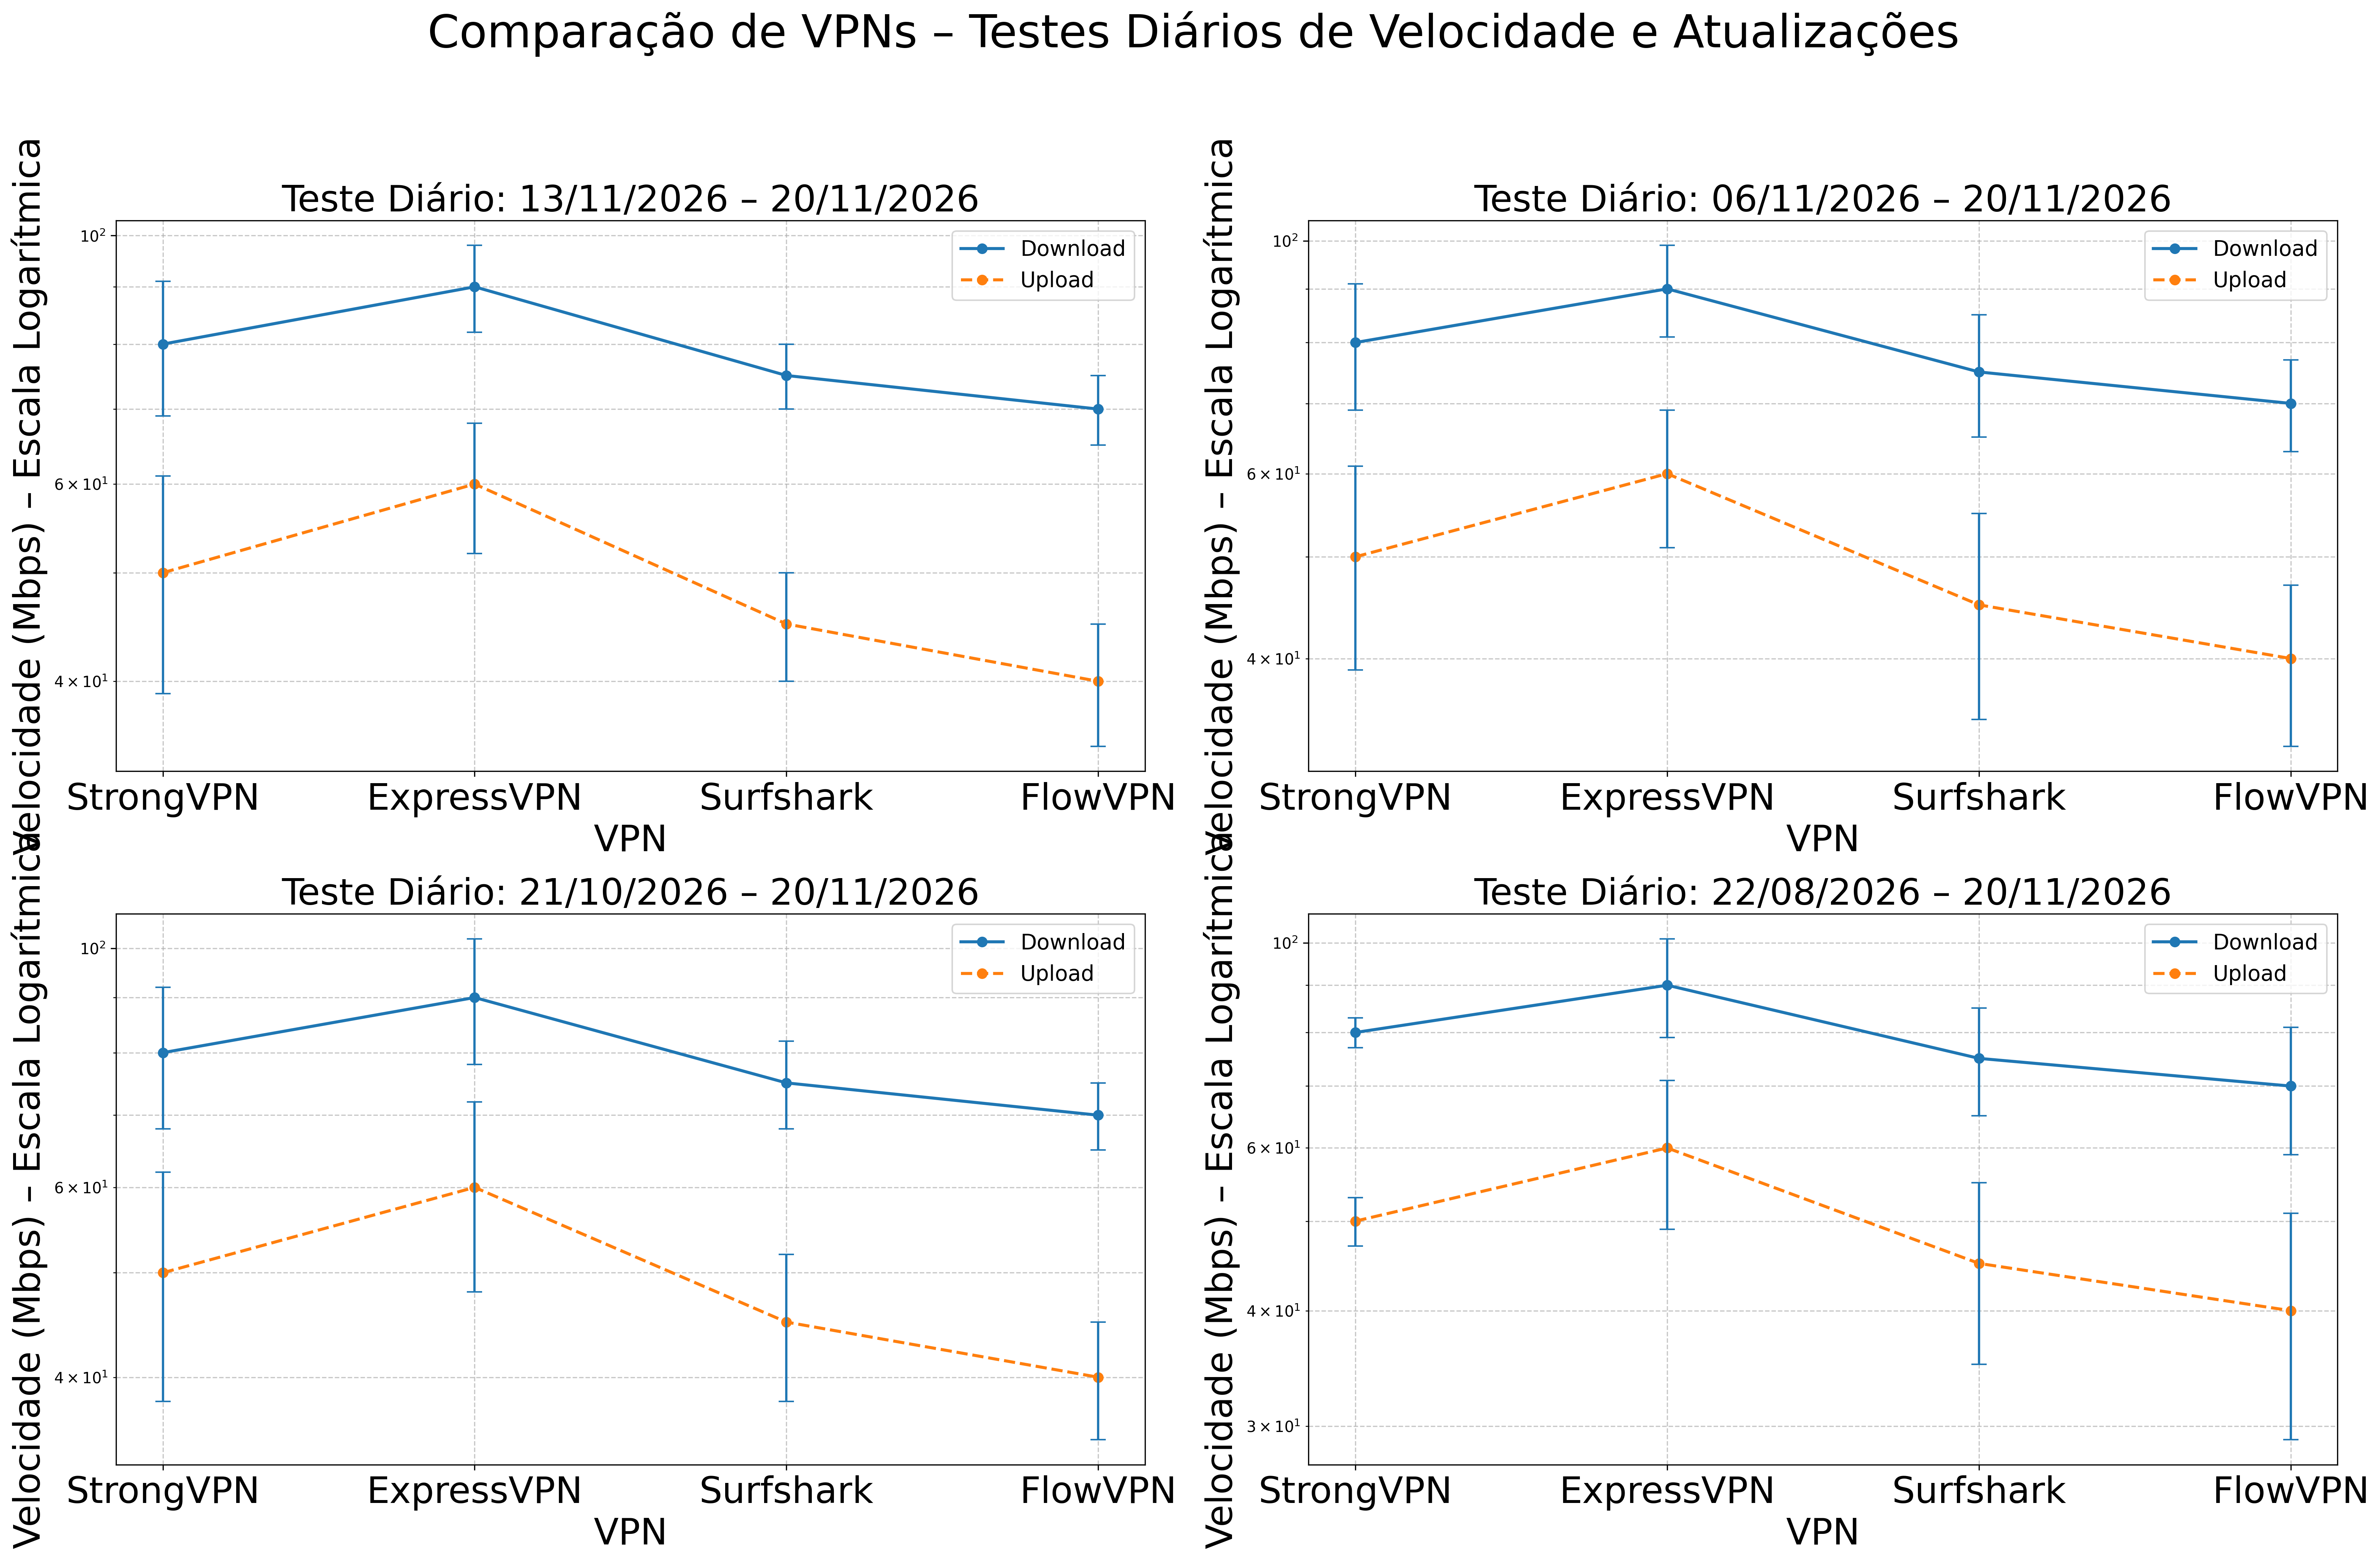 Comparação de VPNs – Testes Diários de Velocidade e Atualizações
Teste Diário: 13/11/2026 – 20/11/2026
Velocidade (Mbps) – Escala Logarítmica
10²
6 × 10¹
4 × 10¹
Download
Upload
StrongVPN ExpressVPN Surfshark FlowVPN
VPN
Teste Diário: 06/11/2026 – 20/11/2026
Velocidade (Mbps) – Escala Logarítmica
10²
6 × 10¹
4 × 10¹
Download
Upload
StrongVPN ExpressVPN Surfshark FlowVPN
VPN
Teste Diário: 21/10/2026 – 20/11/2026
Velocidade (Mbps) – Escala Logarítmica
10²
6 × 10¹
4 × 10¹
Download
Upload
StrongVPN ExpressVPN Surfshark FlowVPN
VPN
Teste Diário: 22/08/2026 – 20/11/2026
Velocidade (Mbps) – Escala Logarítmica
10²
6 × 10¹
4 × 10¹
3 × 10¹
Download
Upload
StrongVPN ExpressVPN Surfshark FlowVPN
VPN